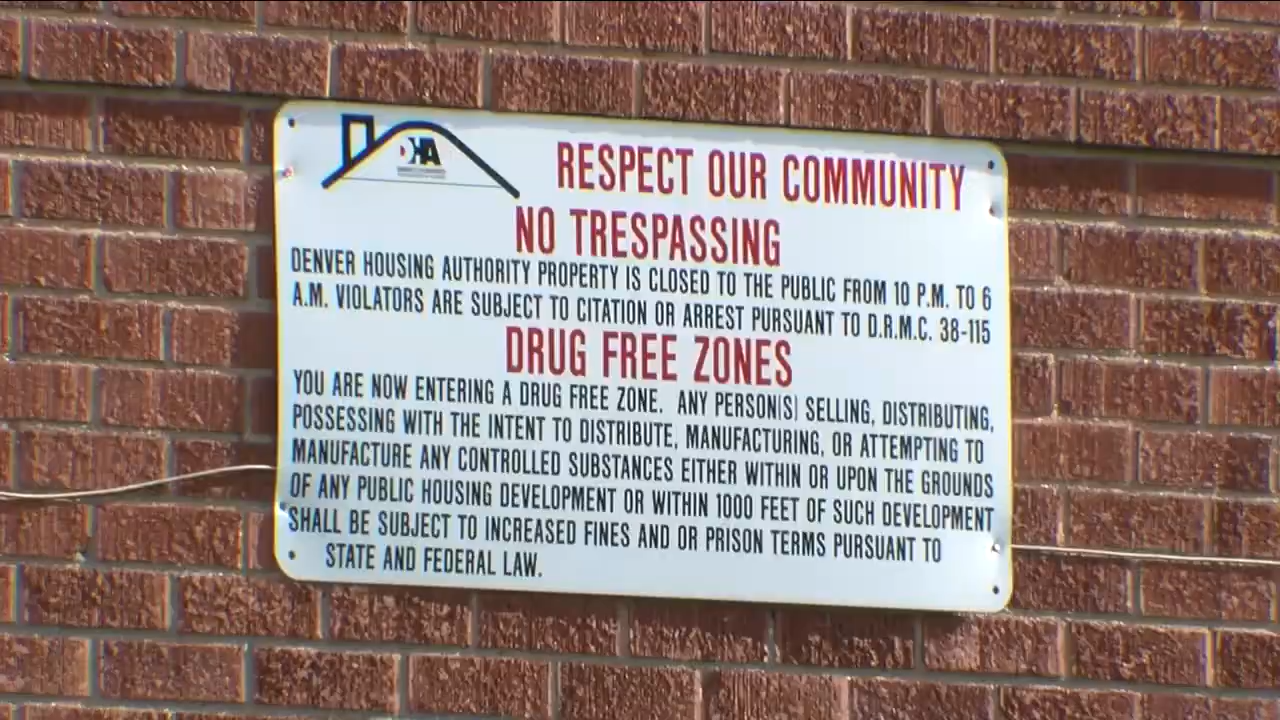 DHA
RESPECT OUR COMMUNITY
NO TRESPASSING
DENVER HOUSING AUTHORITY PROPERTY IS CLOSED TO THE PUBLIC FROM 10 P.M. TO 6
A.M. VIOLATORS ARE SUBJECT TO CITATION OR ARREST PURSUANT TO D.R.M.C. 38-115
DRUG FREE ZONES
YOU ARE NOW ENTERING A DRUG FREE ZONE. ANY PERSON(S) SELLING, DISTRIBUTING,
POSSESSING WITH THE INTENT TO DISTRIBUTE, MANUFACTURING, OR ATTEMPTING TO
MANUFACTURE ANY CONTROLLED SUBSTANCES EITHER WITHIN OR UPON THE GROUNDS
OF ANY PUBLIC HOUSING DEVELOPMENT OR WITHIN 1000 FEET OF SUCH DEVELOPMENT
SHALL BE SUBJECT TO INCREASED FINES AND OR PRISON TERMS PURSUANT TO
STATE AND FEDERAL LAW.